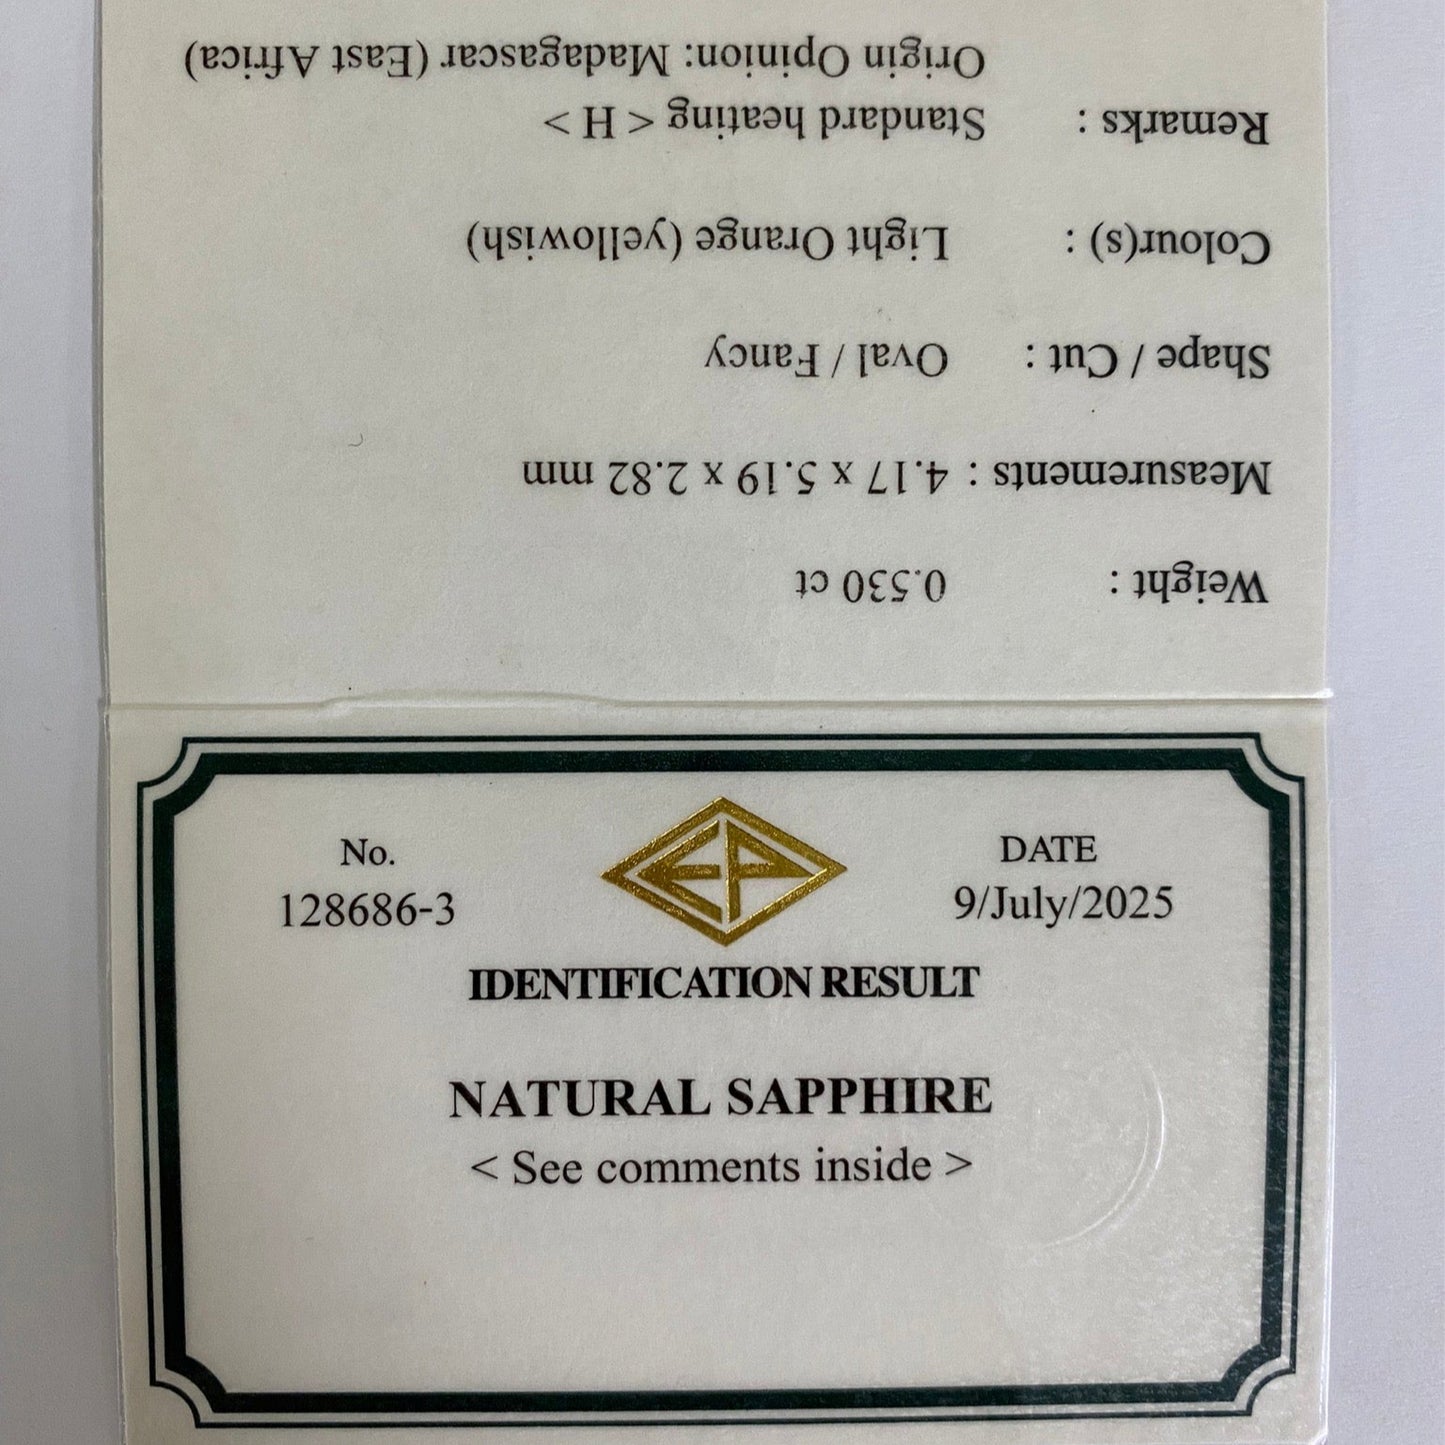 No.
128686-3
EP
DATE
9/July/2025
IDENTIFICATION RESULT
NATURAL SAPPHIRE
< See comments inside >
Weight : 0.530 ct
Measurements : 4.17 x 5.19 x 2.82 mm
Shape / Cut : Oval / Fancy
Colour(s) : Light Orange (yellowish)
Remarks : Standard heating < H >
Origin Opinion: Madagascar (East Africa)